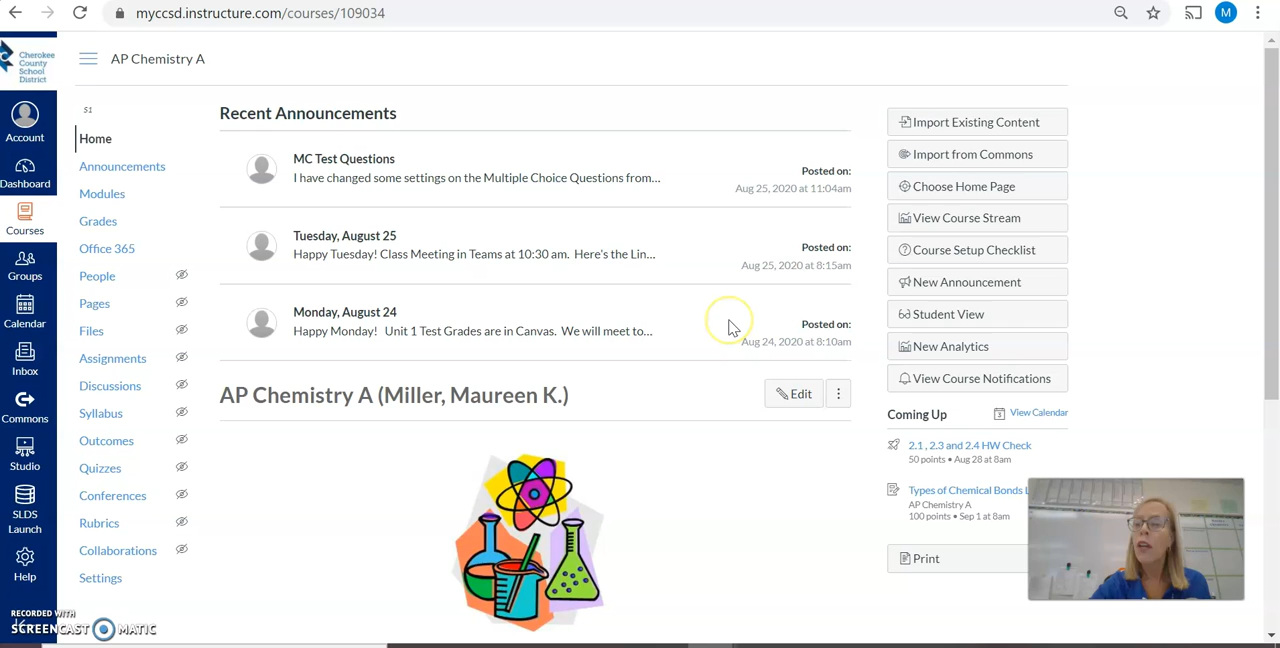 myccsd.instructure.com/courses/109034
M
Cherokee
County
School
District
AP Chemistry A
Account
Dashboard
Courses
Groups
Calendar
Inbox
Commons
Studio
SLDS
Launch
Help
S1
Home
Announcements
Modules
Grades
Office 365
People
Pages
Files
Assignments
Discussions
Syllabus
Outcomes
Quizzes
Conferences
Rubrics
Collaborations
Settings
Recent Announcements
MC Test Questions
I have changed some settings on the Multiple Choice Questions from...
Posted on:
Aug 25, 2020 at 11:04am
Tuesday, August 25
Happy Tuesday! Class Meeting in Teams at 10:30 am. Here's the Lin...
Posted on:
Aug 25, 2020 at 8:15am
Monday, August 24
Happy Monday! Unit 1 Test Grades are in Canvas. We will meet to...
Posted on:
Aug 24, 2020 at 8:10am
AP Chemistry A (Miller, Maureen K.)
Edit
Import Existing Content
Import from Commons
Choose Home Page
View Course Stream
Course Setup Checklist
New Announcement
Student View
New Analytics
View Course Notifications
Coming Up
View Calendar
2.1 , 2.3 and 2.4 HW Check
50 points • Aug 28 at 8am
Types of Chemical Bonds L
AP Chemistry A
100 points • Sep 1 at 8am
Print
RECORDED WITH
SCREENCAST MATIC